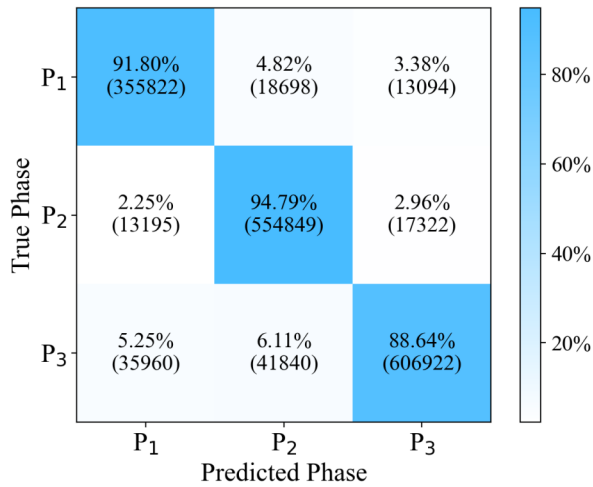 91.80% 4.82% 3.38%
(355822) (18698) (13094)
2.25% 94.79% 2.96%
(13195) (554849) (17322)
5.25% 6.11% 88.64%
(35960) (41840) (606922)
P₁
P₂
P₃
True Phase
P₁ P₂ P₃
Predicted Phase
80%
60%
40%
20%